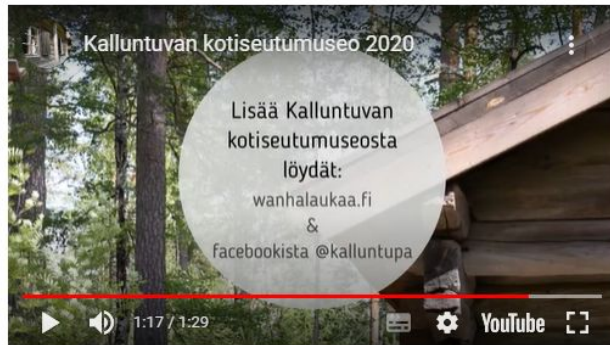 Kalluntuvan kotiseutumuseo 2020
Lisää Kalluntuvan
kotiseutumuseosta
löydät:
wanhalaukaa.fi
&
facebookista @kalluntupa
1:17 / 1:29
YouTube